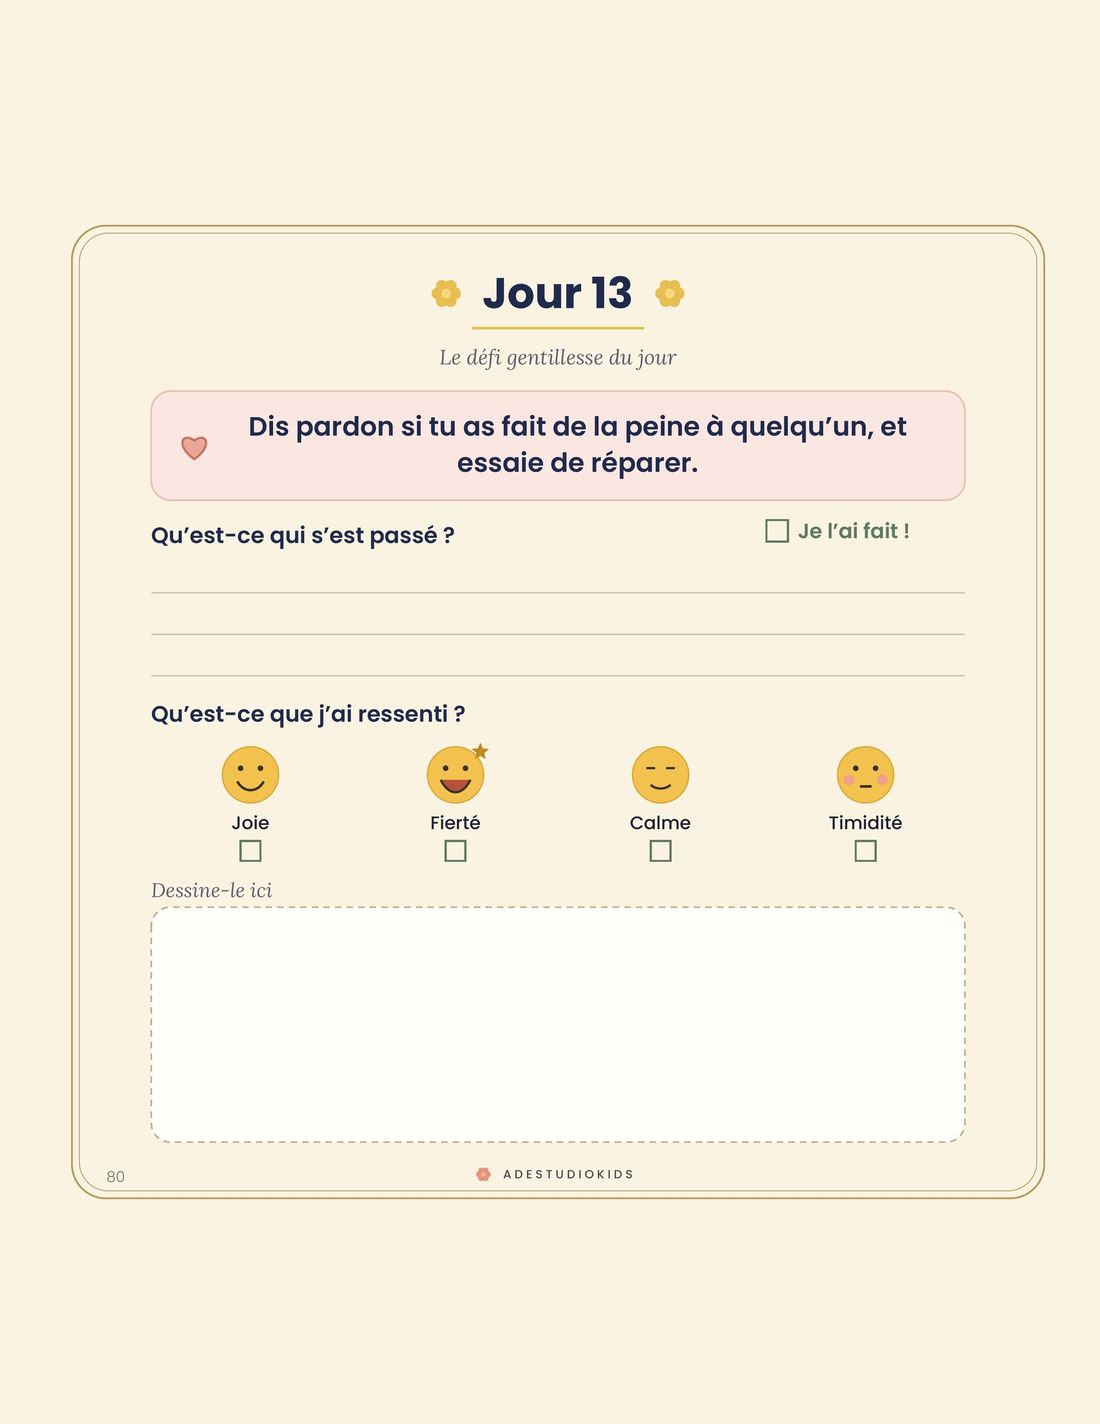 Jour 13
Le défi gentillesse du jour
Dis pardon si tu as fait de la peine à quelqu’un, et
essaie de réparer.
Qu’est-ce qui s’est passé ?
Je l’ai fait !
Qu’est-ce que j’ai ressenti ?
Joie
Fierté
Calme
Timidité
Dessine-le ici
80
ADESTUDIOKIDS